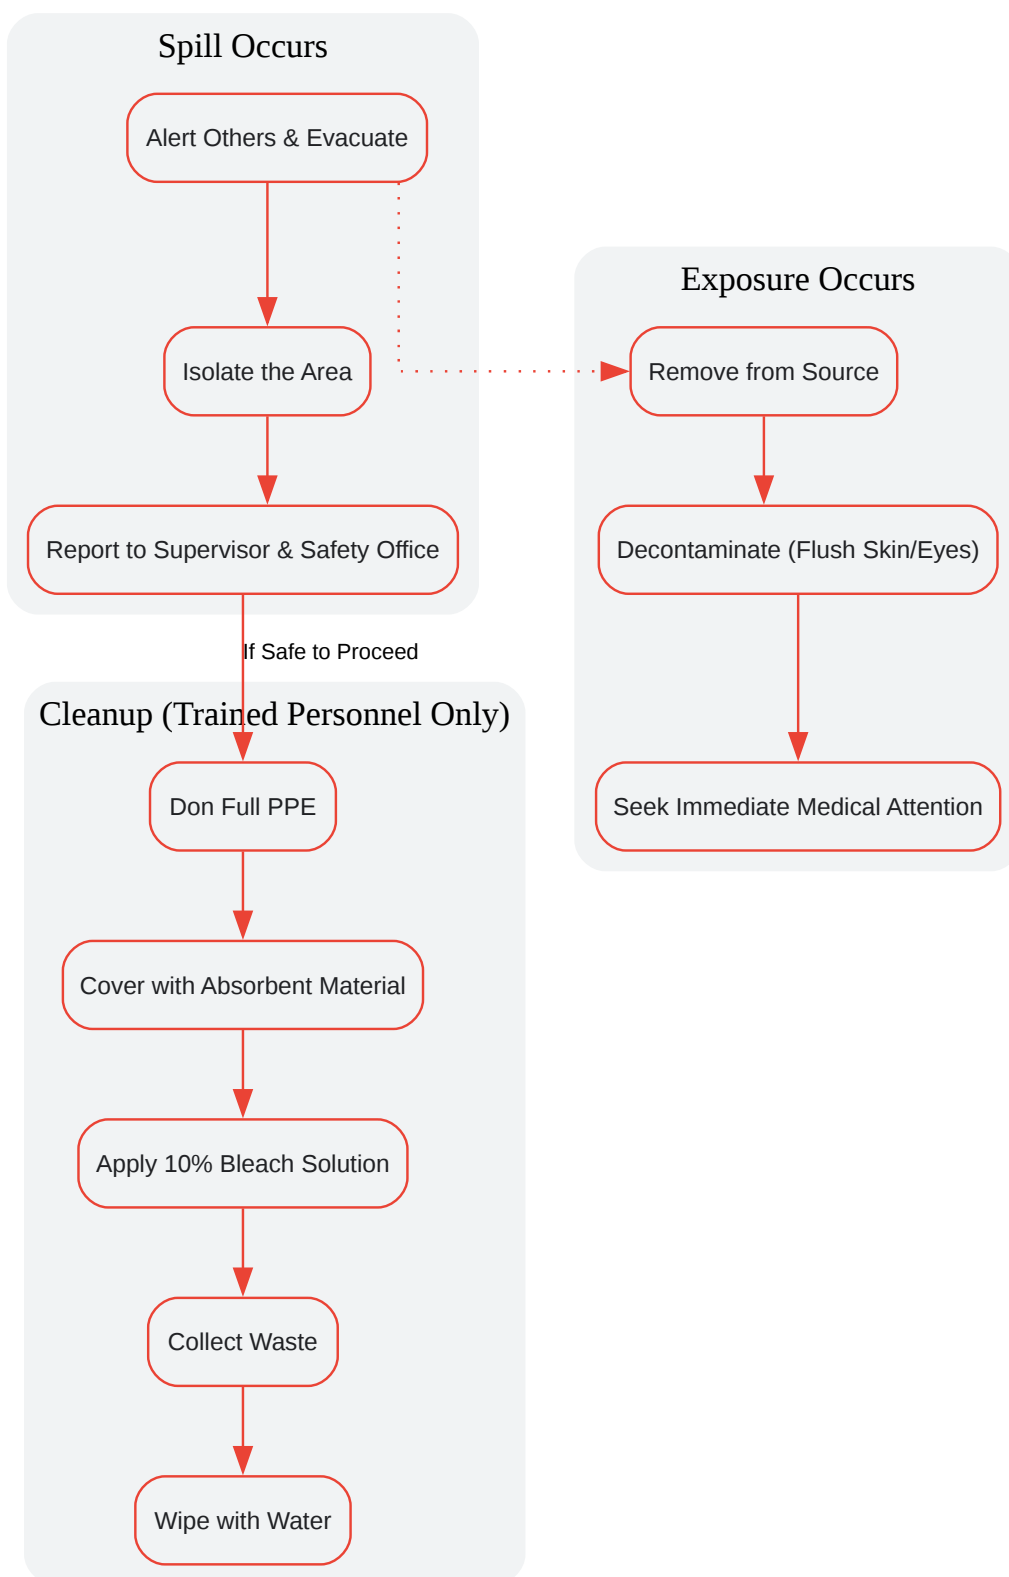 Spill Occurs
Alert Others & Evacuate
Isolate the Area
Report to Supervisor & Safety Office
If Safe to Proceed
Cleanup (Trained Personnel Only)
Don Full PPE
Cover with Absorbent Material
Apply 10% Bleach Solution
Collect Waste
Wipe with Water
Exposure Occurs
Remove from Source
Decontaminate (Flush Skin/Eyes)
Seek Immediate Medical Attention